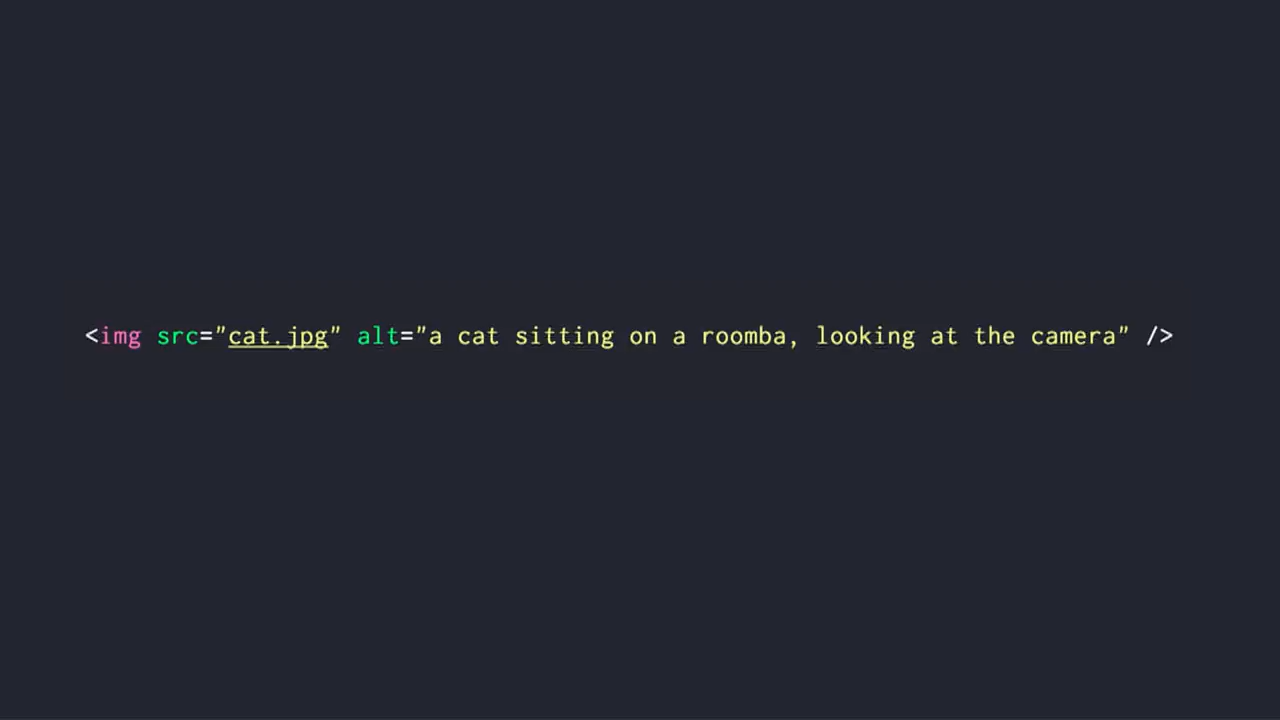 <img src="cat.jpg" alt="a cat sitting on a roomba, looking at the camera" />